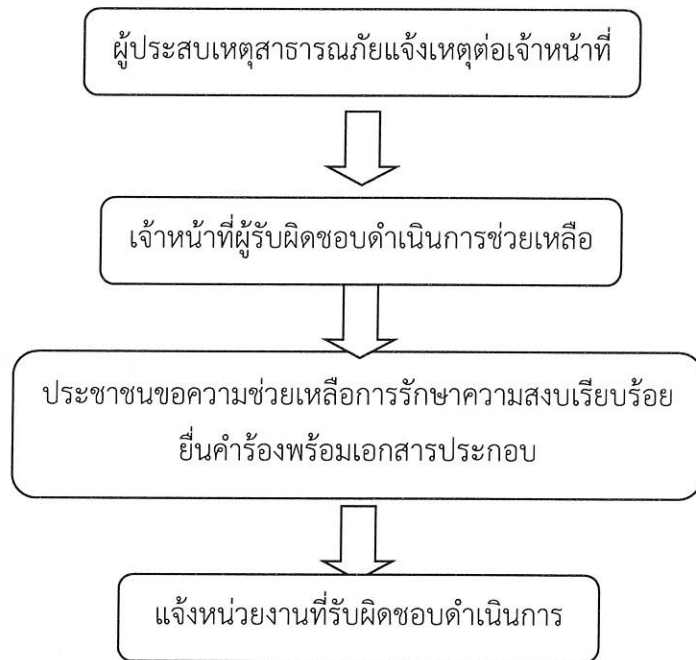 ผู้ประสบเหตุสาธารณภัยแจ้งเหตุต่อเจ้าหน้าที่
เจ้าหน้าที่ผู้รับผิดชอบดำเนินการช่วยเหลือ
ประชาชนขอความช่วยเหลือการรักษาความสงบเรียบร้อย
ยื่นคำร้องพร้อมเอกสารประกอบ
แจ้งหน่วยงานที่รับผิดชอบดำเนินการ